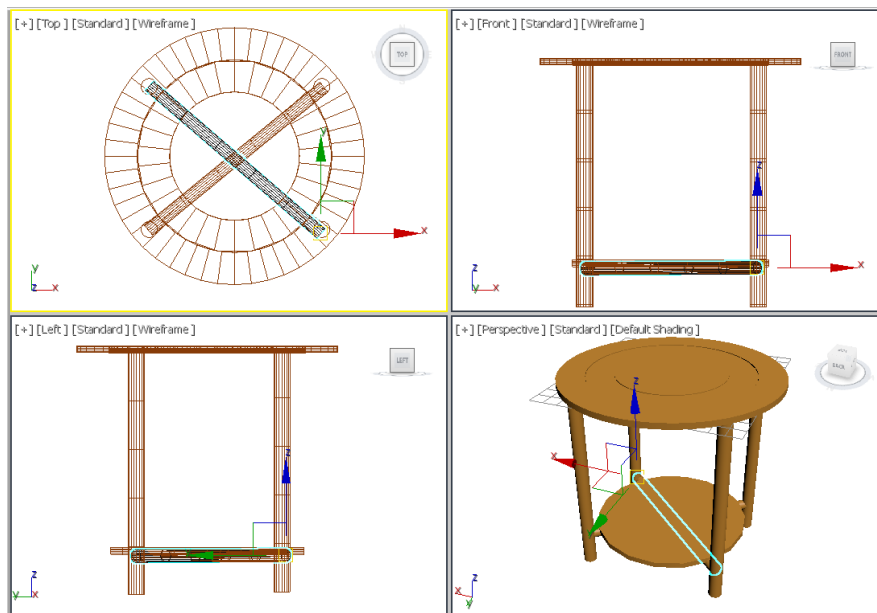 [+] [Top] [Standard] [Wireframe]
TOP
y
x
y
z
x
[+] [Front] [Standard] [Wireframe]
FRONT
z
x
z
y
x
[+] [Left] [Standard] [Wireframe]
LEFT
z
z
y
x
[+] [Perspective] [Standard] [Default Shading]
BACK
z
x
z
x
y